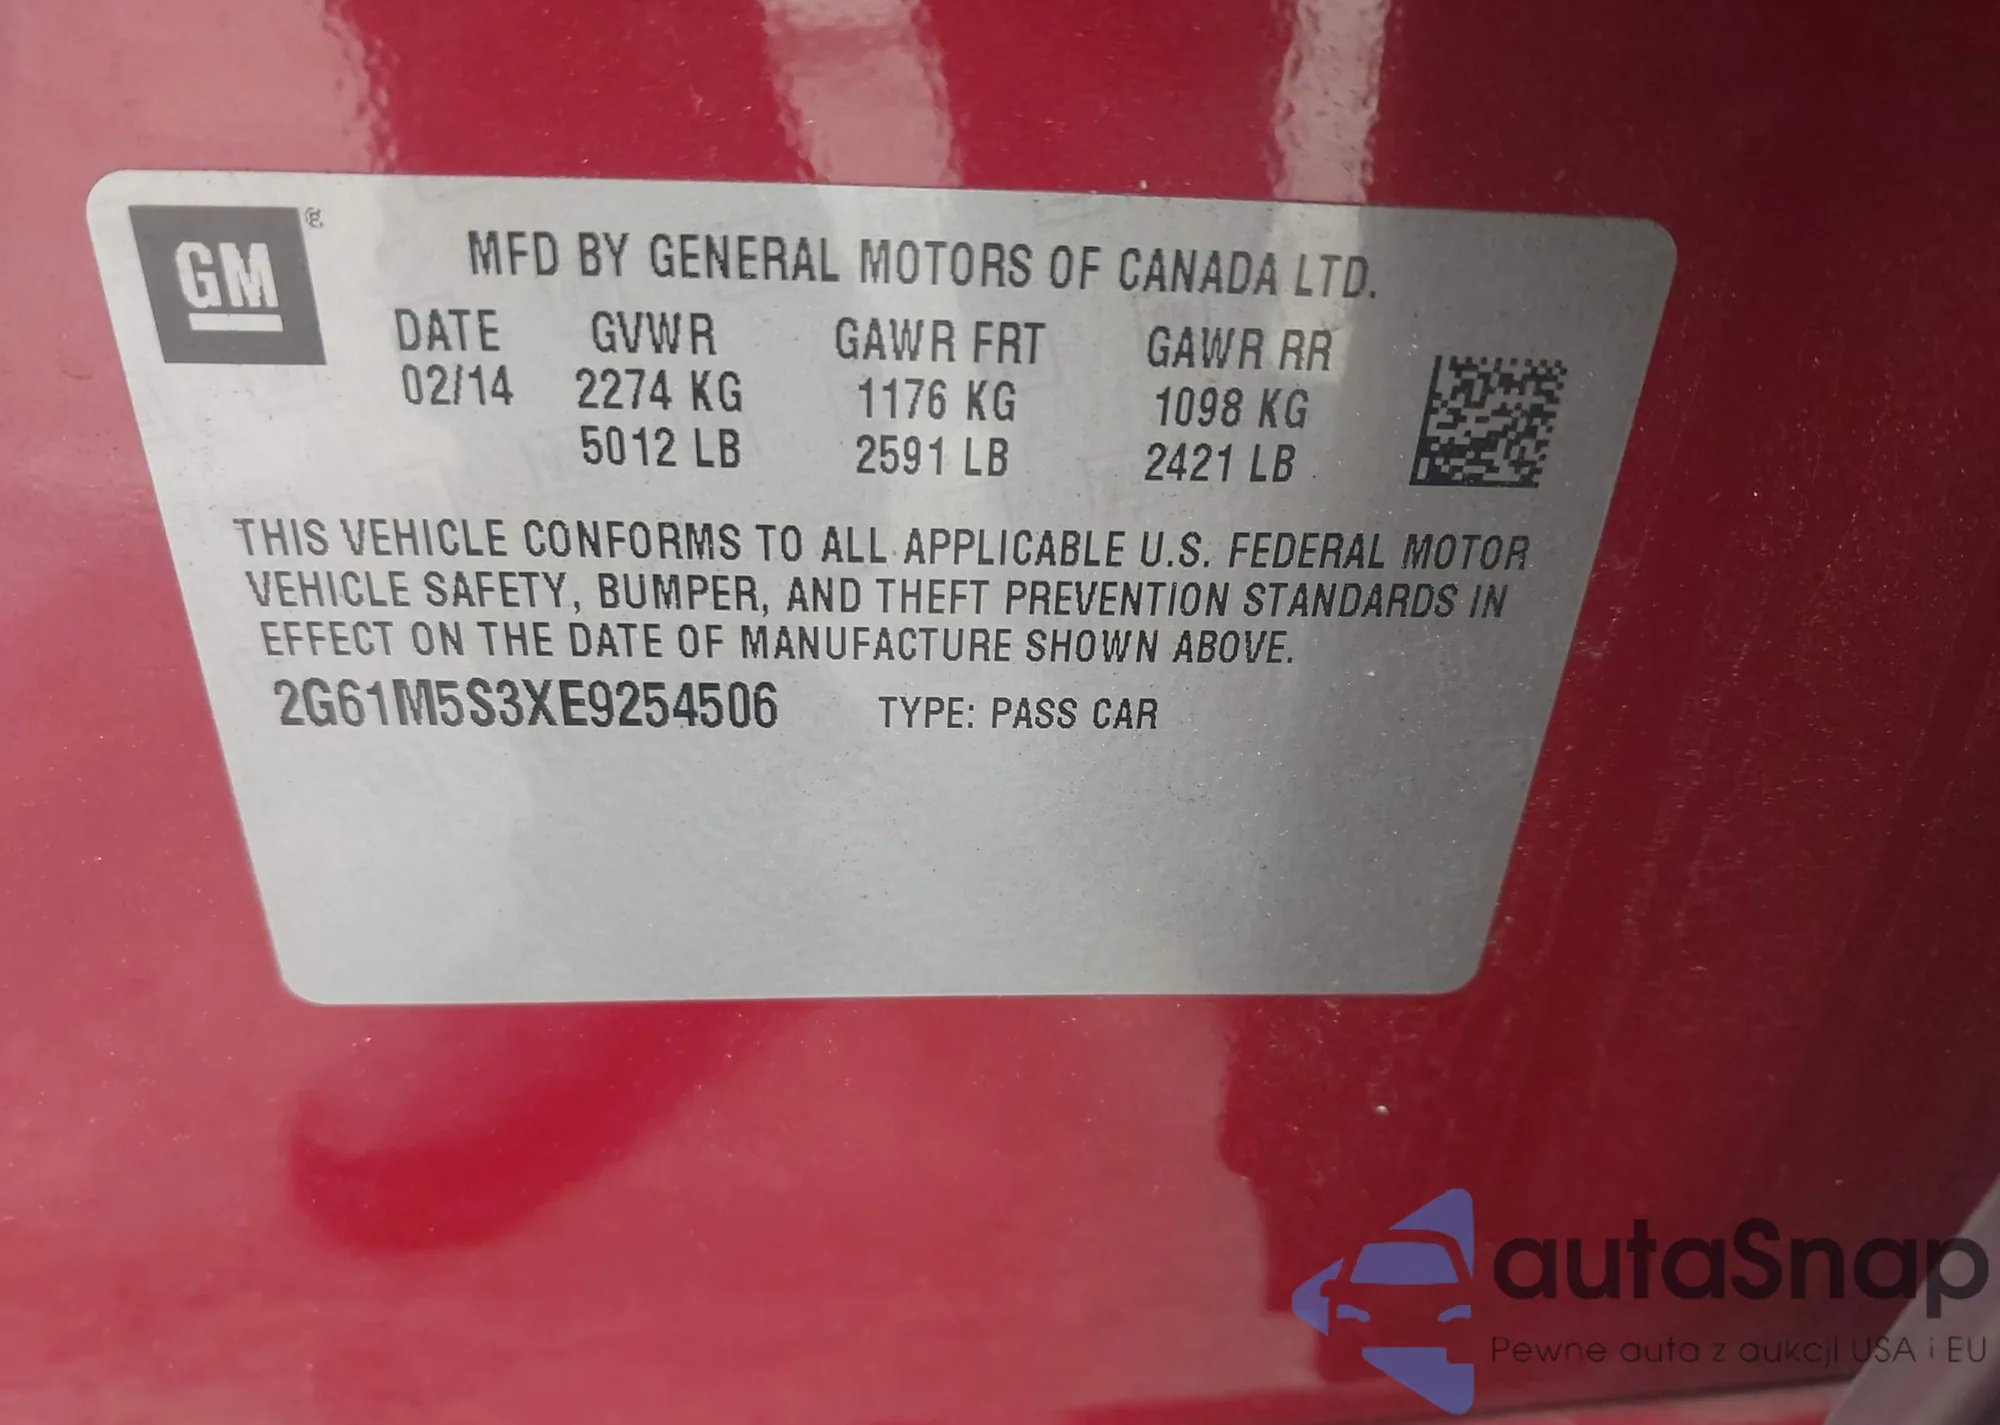 GM ®
MFD BY GENERAL MOTORS OF CANADA LTD.
DATE GVWR GAWR FRT GAWR RR
02/14 2274 KG 1176 KG 1098 KG
5012 LB 2591 LB 2421 LB
THIS VEHICLE CONFORMS TO ALL APPLICABLE U.S. FEDERAL MOTOR
VEHICLE SAFETY, BUMPER, AND THEFT PREVENTION STANDARDS IN
EFFECT ON THE DATE OF MANUFACTURE SHOWN ABOVE.
2G61M5S3XE9254506 TYPE: PASS CAR
autaSnap
Pewne auta z aukcji USA i EU